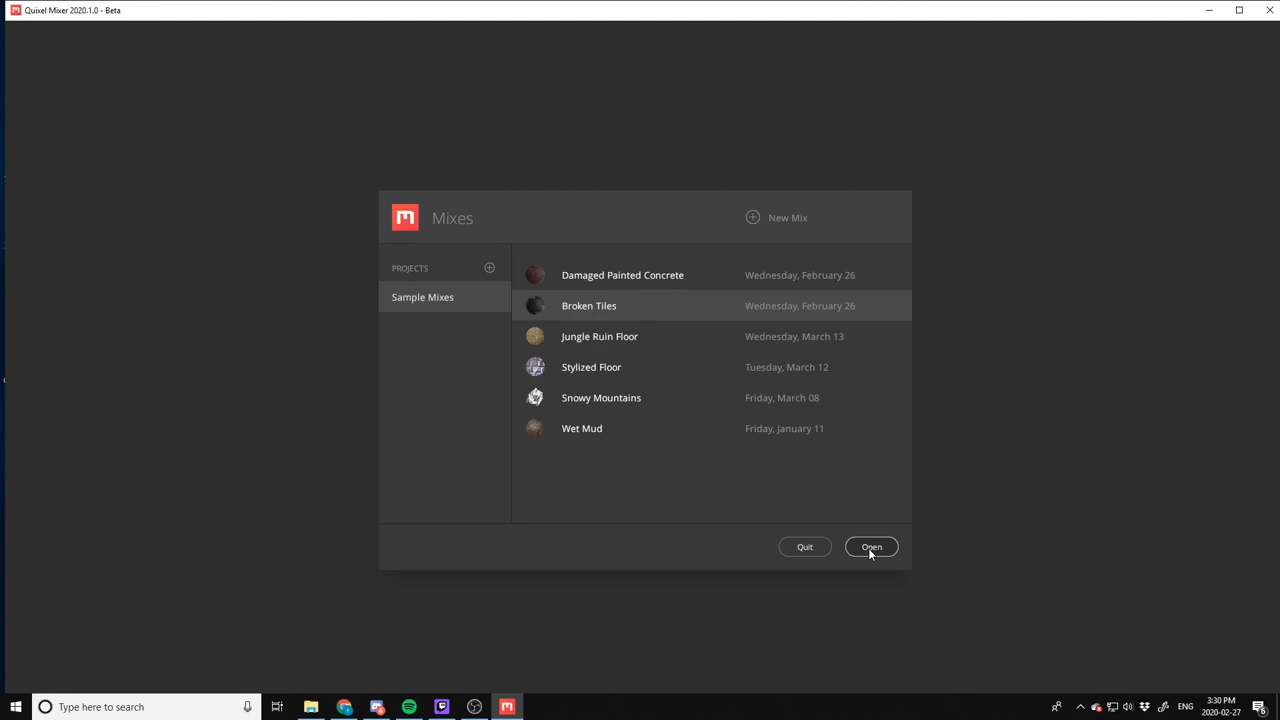 Quixel Mixer 2020.1.0 - Beta
Mixes
New Mix
PROJECTS
Sample Mixes
Damaged Painted Concrete Wednesday, February 26
Broken Tiles Wednesday, February 26
Jungle Ruin Floor Wednesday, March 13
Stylized Floor Tuesday, March 12
Snowy Mountains Friday, March 08
Wet Mud Friday, January 11
Quit Open
Type here to search
ENG
3:30 PM
2020-02-27